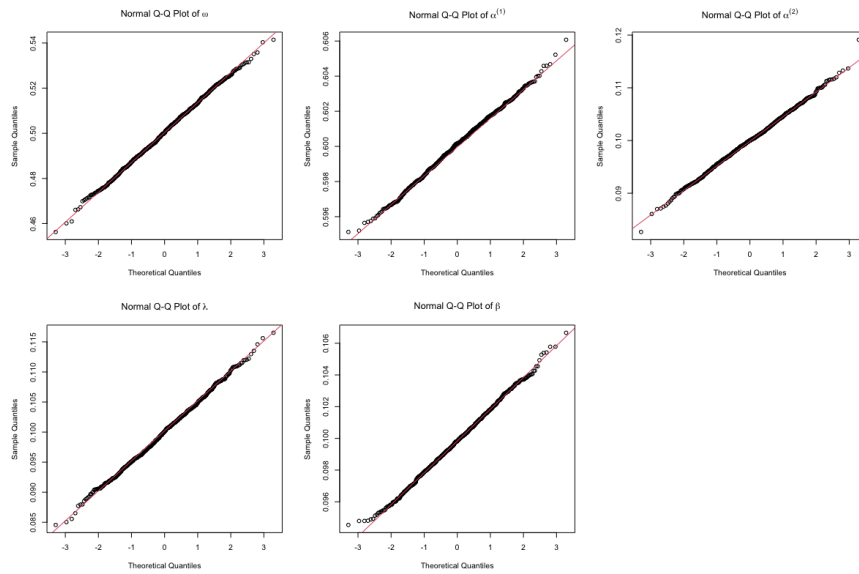 Normal Q-Q Plot of ω
Sample Quantiles
0.46 0.48 0.50 0.52 0.54
-3 -2 -1 0 1 2 3
Theoretical Quantiles
Normal Q-Q Plot of α⁽¹⁾
Sample Quantiles
0.596 0.598 0.600 0.602 0.604 0.606
-3 -2 -1 0 1 2 3
Theoretical Quantiles
Normal Q-Q Plot of α⁽²⁾
Sample Quantiles
0.09 0.10 0.11 0.12
-3 -2 -1 0 1 2 3
Theoretical Quantiles
Normal Q-Q Plot of λ
Sample Quantiles
0.085 0.090 0.095 0.100 0.105 0.110 0.115
-3 -2 -1 0 1 2 3
Theoretical Quantiles
Normal Q-Q Plot of β
Sample Quantiles
0.096 0.098 0.100 0.102 0.104 0.106
-3 -2 -1 0 1 2 3
Theoretical Quantiles